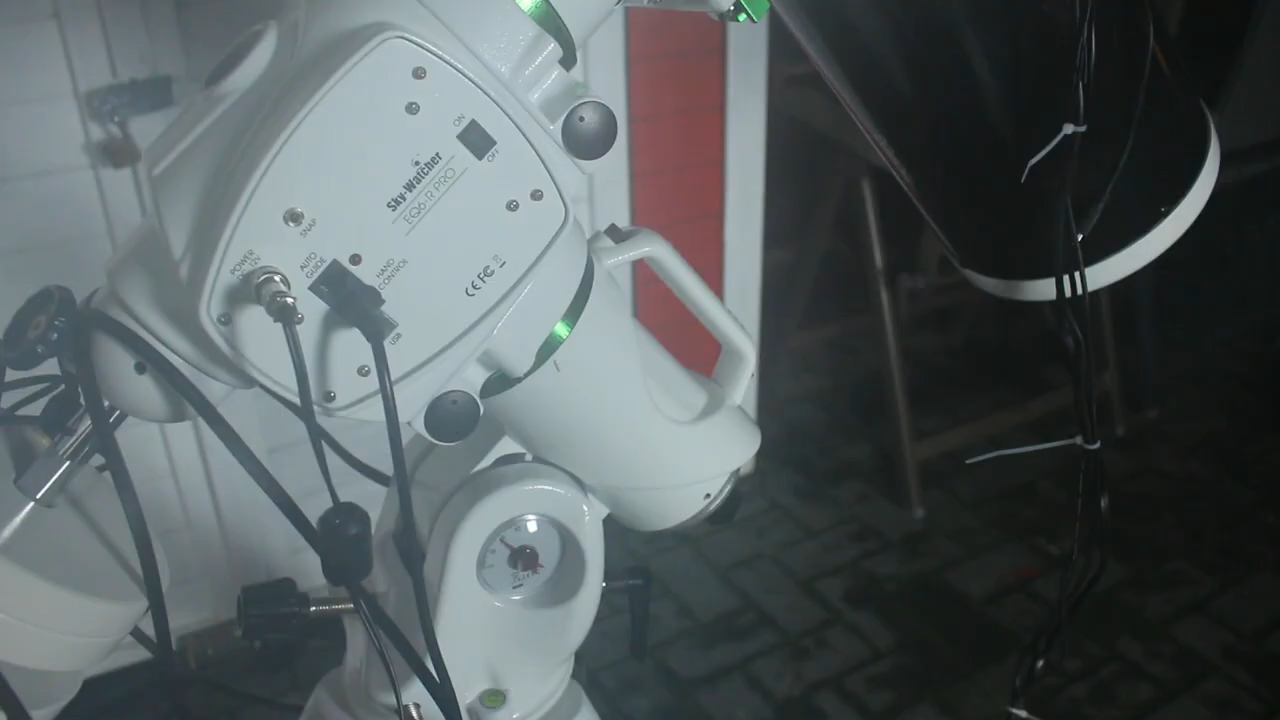 ON
OFF
Sky-Watcher
EQ6-R PRO
SNAP
POWER
AUTO
GUIDE
HAND
CONTROL
USB
CE FC